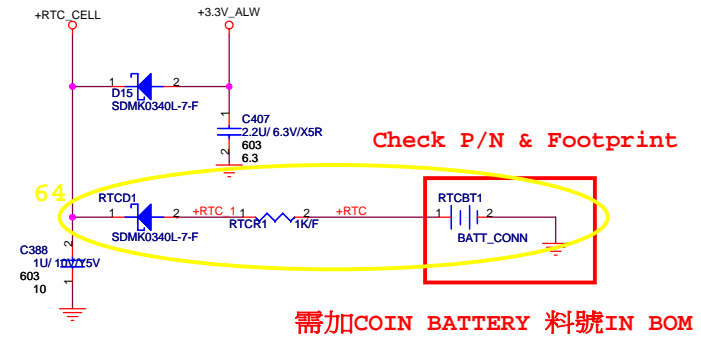 +RTC_CELL
+3.3V_ALW
1 2
D15
SDMK0340L-7-F
1
C407
2.2U/ 6.3V/X5R
2
603
6.3
Check P/N & Footprint
64
RTCD1
1 2
SDMK0340L-7-F
+RTC_1
1 2
RTCR1 1K/F
+RTC
RTCBT1
1 2
BATT_CONN
2
C388
1U/ 10V/Y5V
603
10
1
需加COIN BATTERY 料號IN BOM